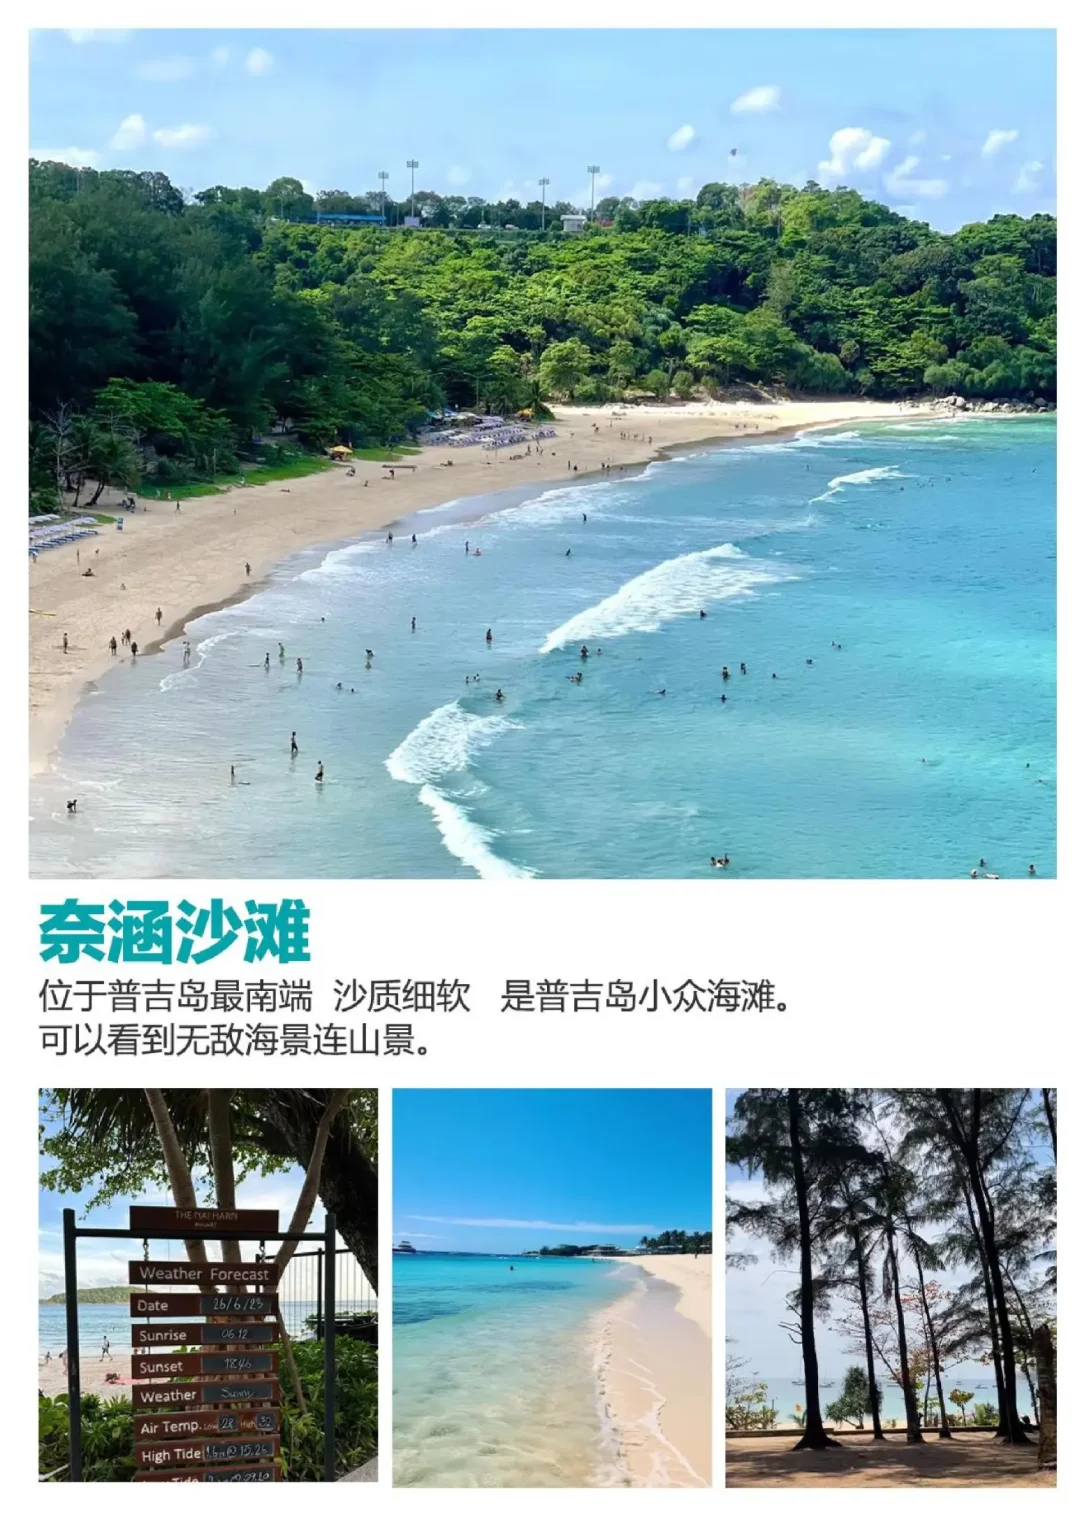 奈涵沙滩
位于普吉岛最南端 沙质细软 是普吉岛小众海滩。
可以看到无敌海景连山景。
THE NAI HARN
Weather Forecast
Date 26/6/23
Sunrise 06.12
Sunset 18.46
Weather Sunny
Air Temp. Low 28 High 32
High Tide 1.6m@15.26